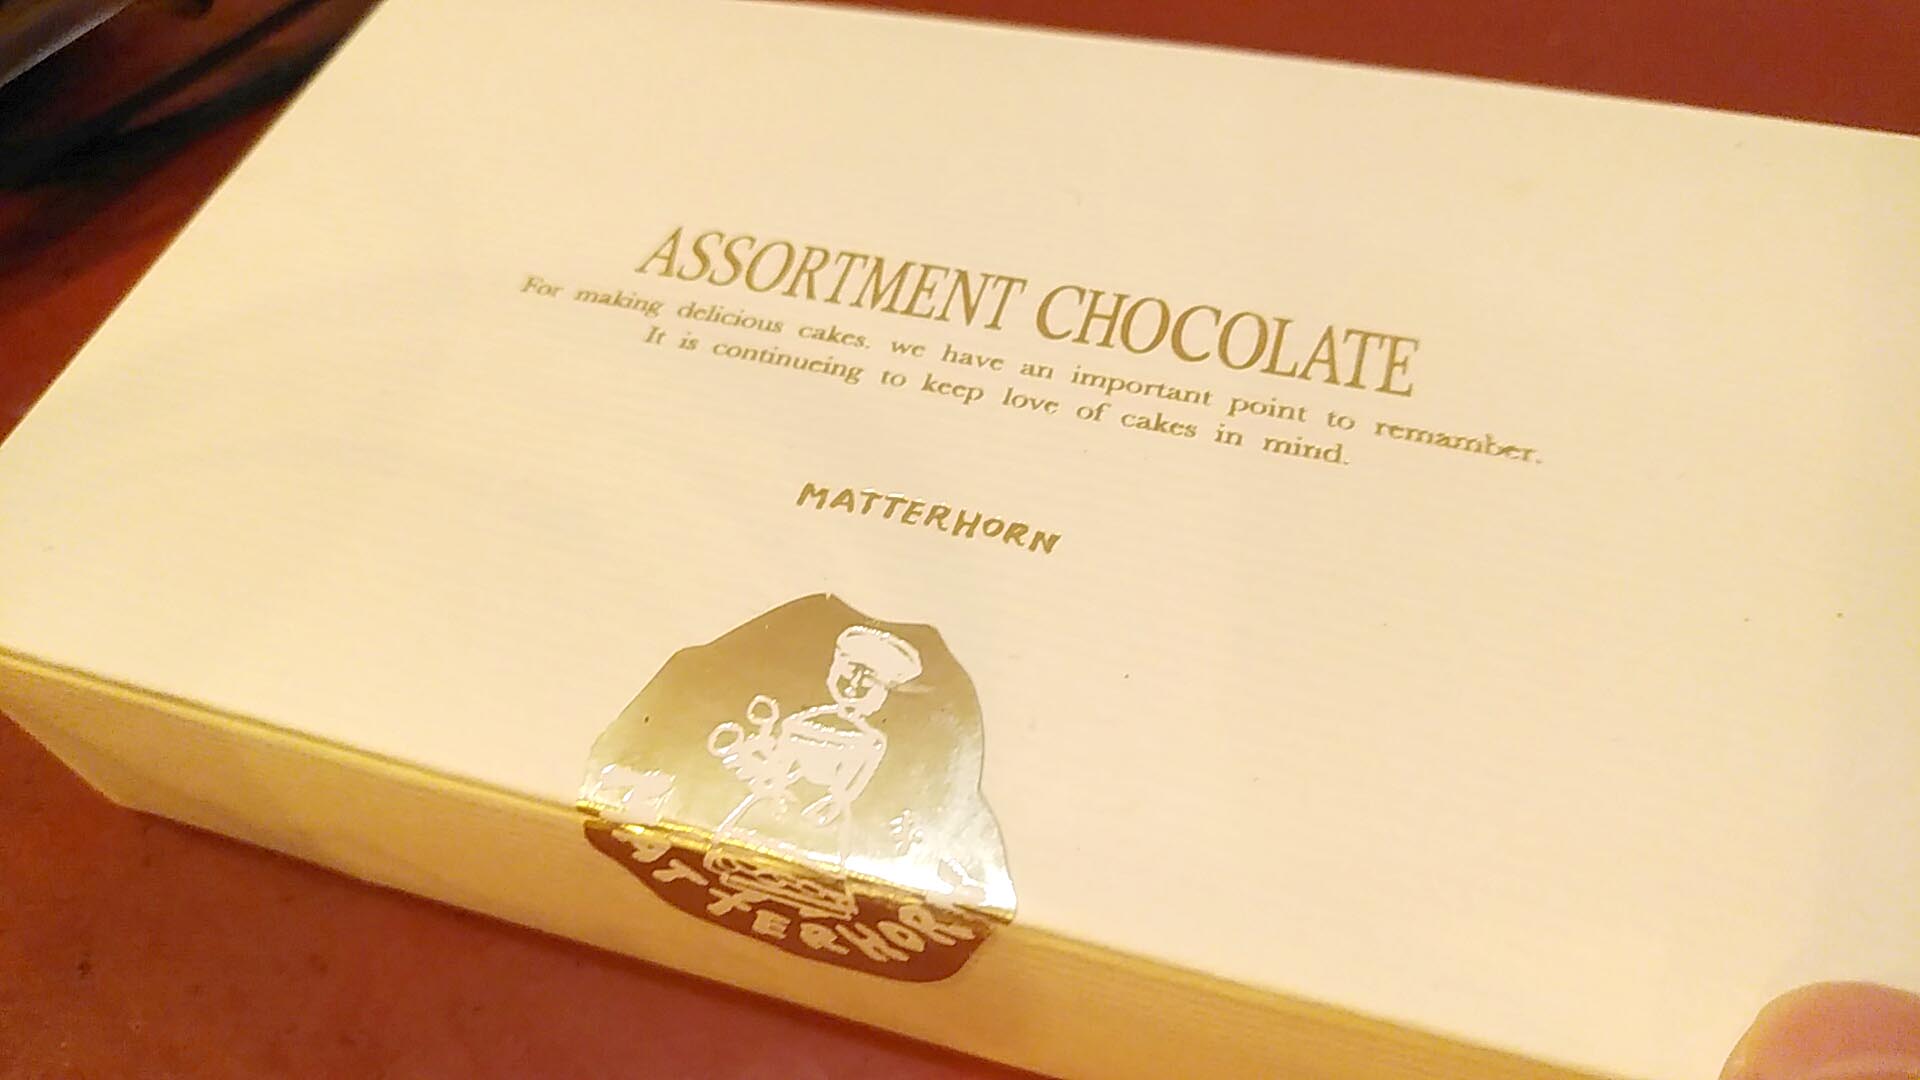 ASSORTMENT CHOCOLATE
For making delicious cakes. we have an important point to remamber.
It is continueing to keep love of cakes in mind.
MATTERHORN
MATTERHORN